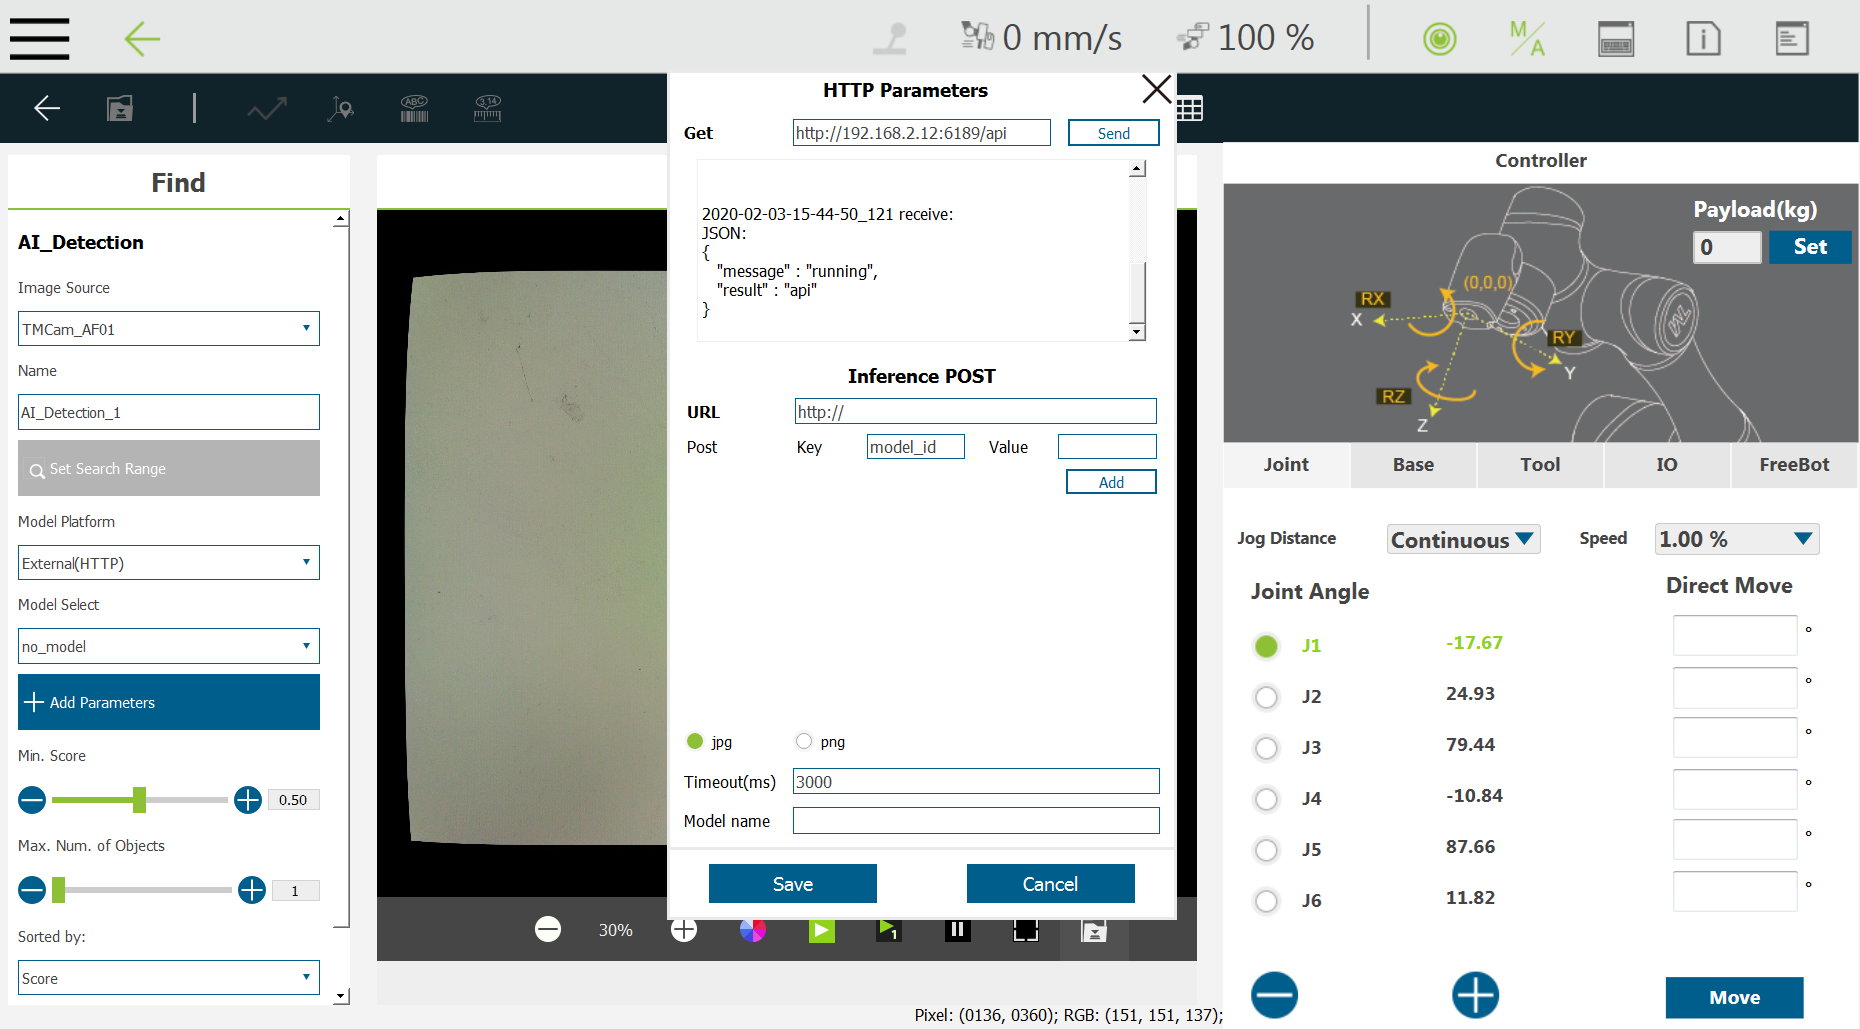 0 mm/s
100 %
M/A
ABC
3.14
HTTP Parameters
Get
http://192.168.2.12:6189/api
Send
2020-02-03-15-44-50_121 receive:
JSON:
{
"message" : "running",
"result" : "api"
}
Inference POST
URL
http://
Post
Key
model_id
Value
Add
jpg
png
Timeout(ms)
3000
Model name
Save
Cancel
Find
AI_Detection
Image Source
TMCam_AF01
Name
AI_Detection_1
Set Search Range
Model Platform
External(HTTP)
Model Select
no_model
Add Parameters
Min. Score
0.50
Max. Num. of Objects
1
Sorted by:
Score
30%
1
Pixel: (0136, 0360); RGB: (151, 151, 137);
Controller
Payload(kg)
0
Set
(0,0,0)
RX
X
RY
Y
RZ
Z
TM
Joint
Base
Tool
IO
FreeBot
Jog Distance
Continuous
Speed
1.00 %
Joint Angle
Direct Move
J1
-17.67
°
J2
24.93
°
J3
79.44
°
J4
-10.84
°
J5
87.66
°
J6
11.82
°
Move